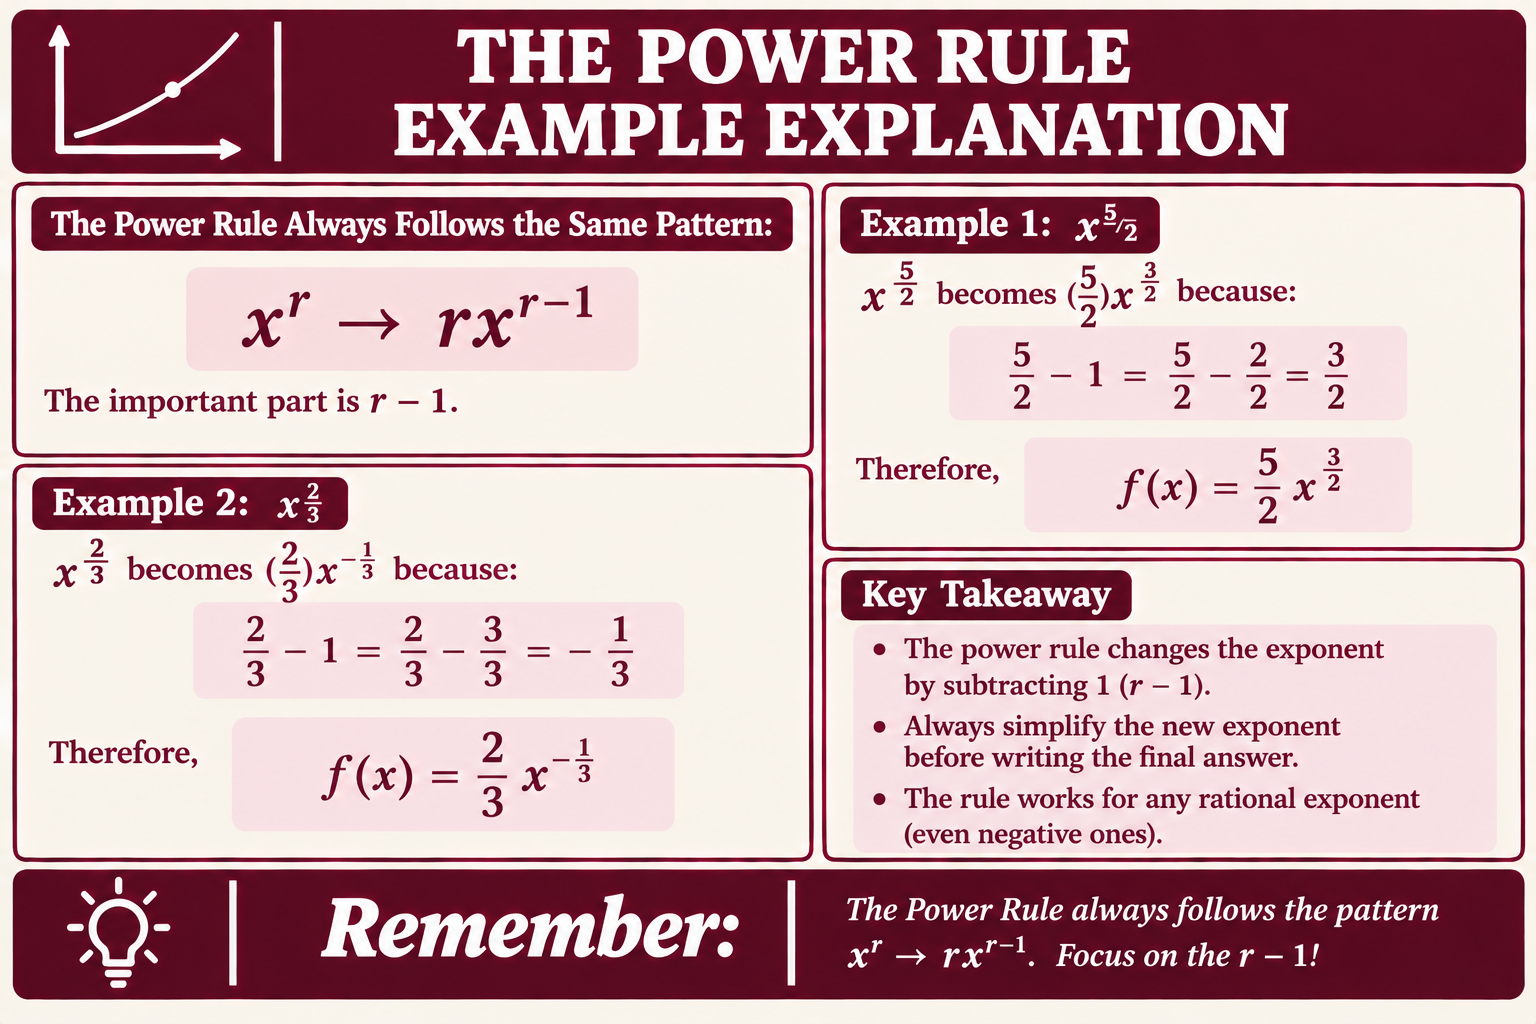 THE POWER RULE
EXAMPLE EXPLANATION
The Power Rule Always Follows the Same Pattern:
x^r → rx^{r−1}
The important part is r − 1.
Example 1: x^{5/2}
x^{5/2} becomes (5/2)x^{3/2} because:
5/2 − 1 = 5/2 − 2/2 = 3/2
Therefore,
f(x) = 5/2 x^{3/2}
Example 2: x^{2/3}
x^{2/3} becomes (2/3)x^{−1/3} because:
2/3 − 1 = 2/3 − 3/3 = − 1/3
Therefore,
f(x) = 2/3 x^{−1/3}
Key Takeaway
• The power rule changes the exponent
by subtracting 1 (r − 1).
• Always simplify the new exponent
before writing the final answer.
• The rule works for any rational exponent
(even negative ones).
Remember:
The Power Rule always follows the pattern
x^r → rx^{r−1}. Focus on the r − 1!